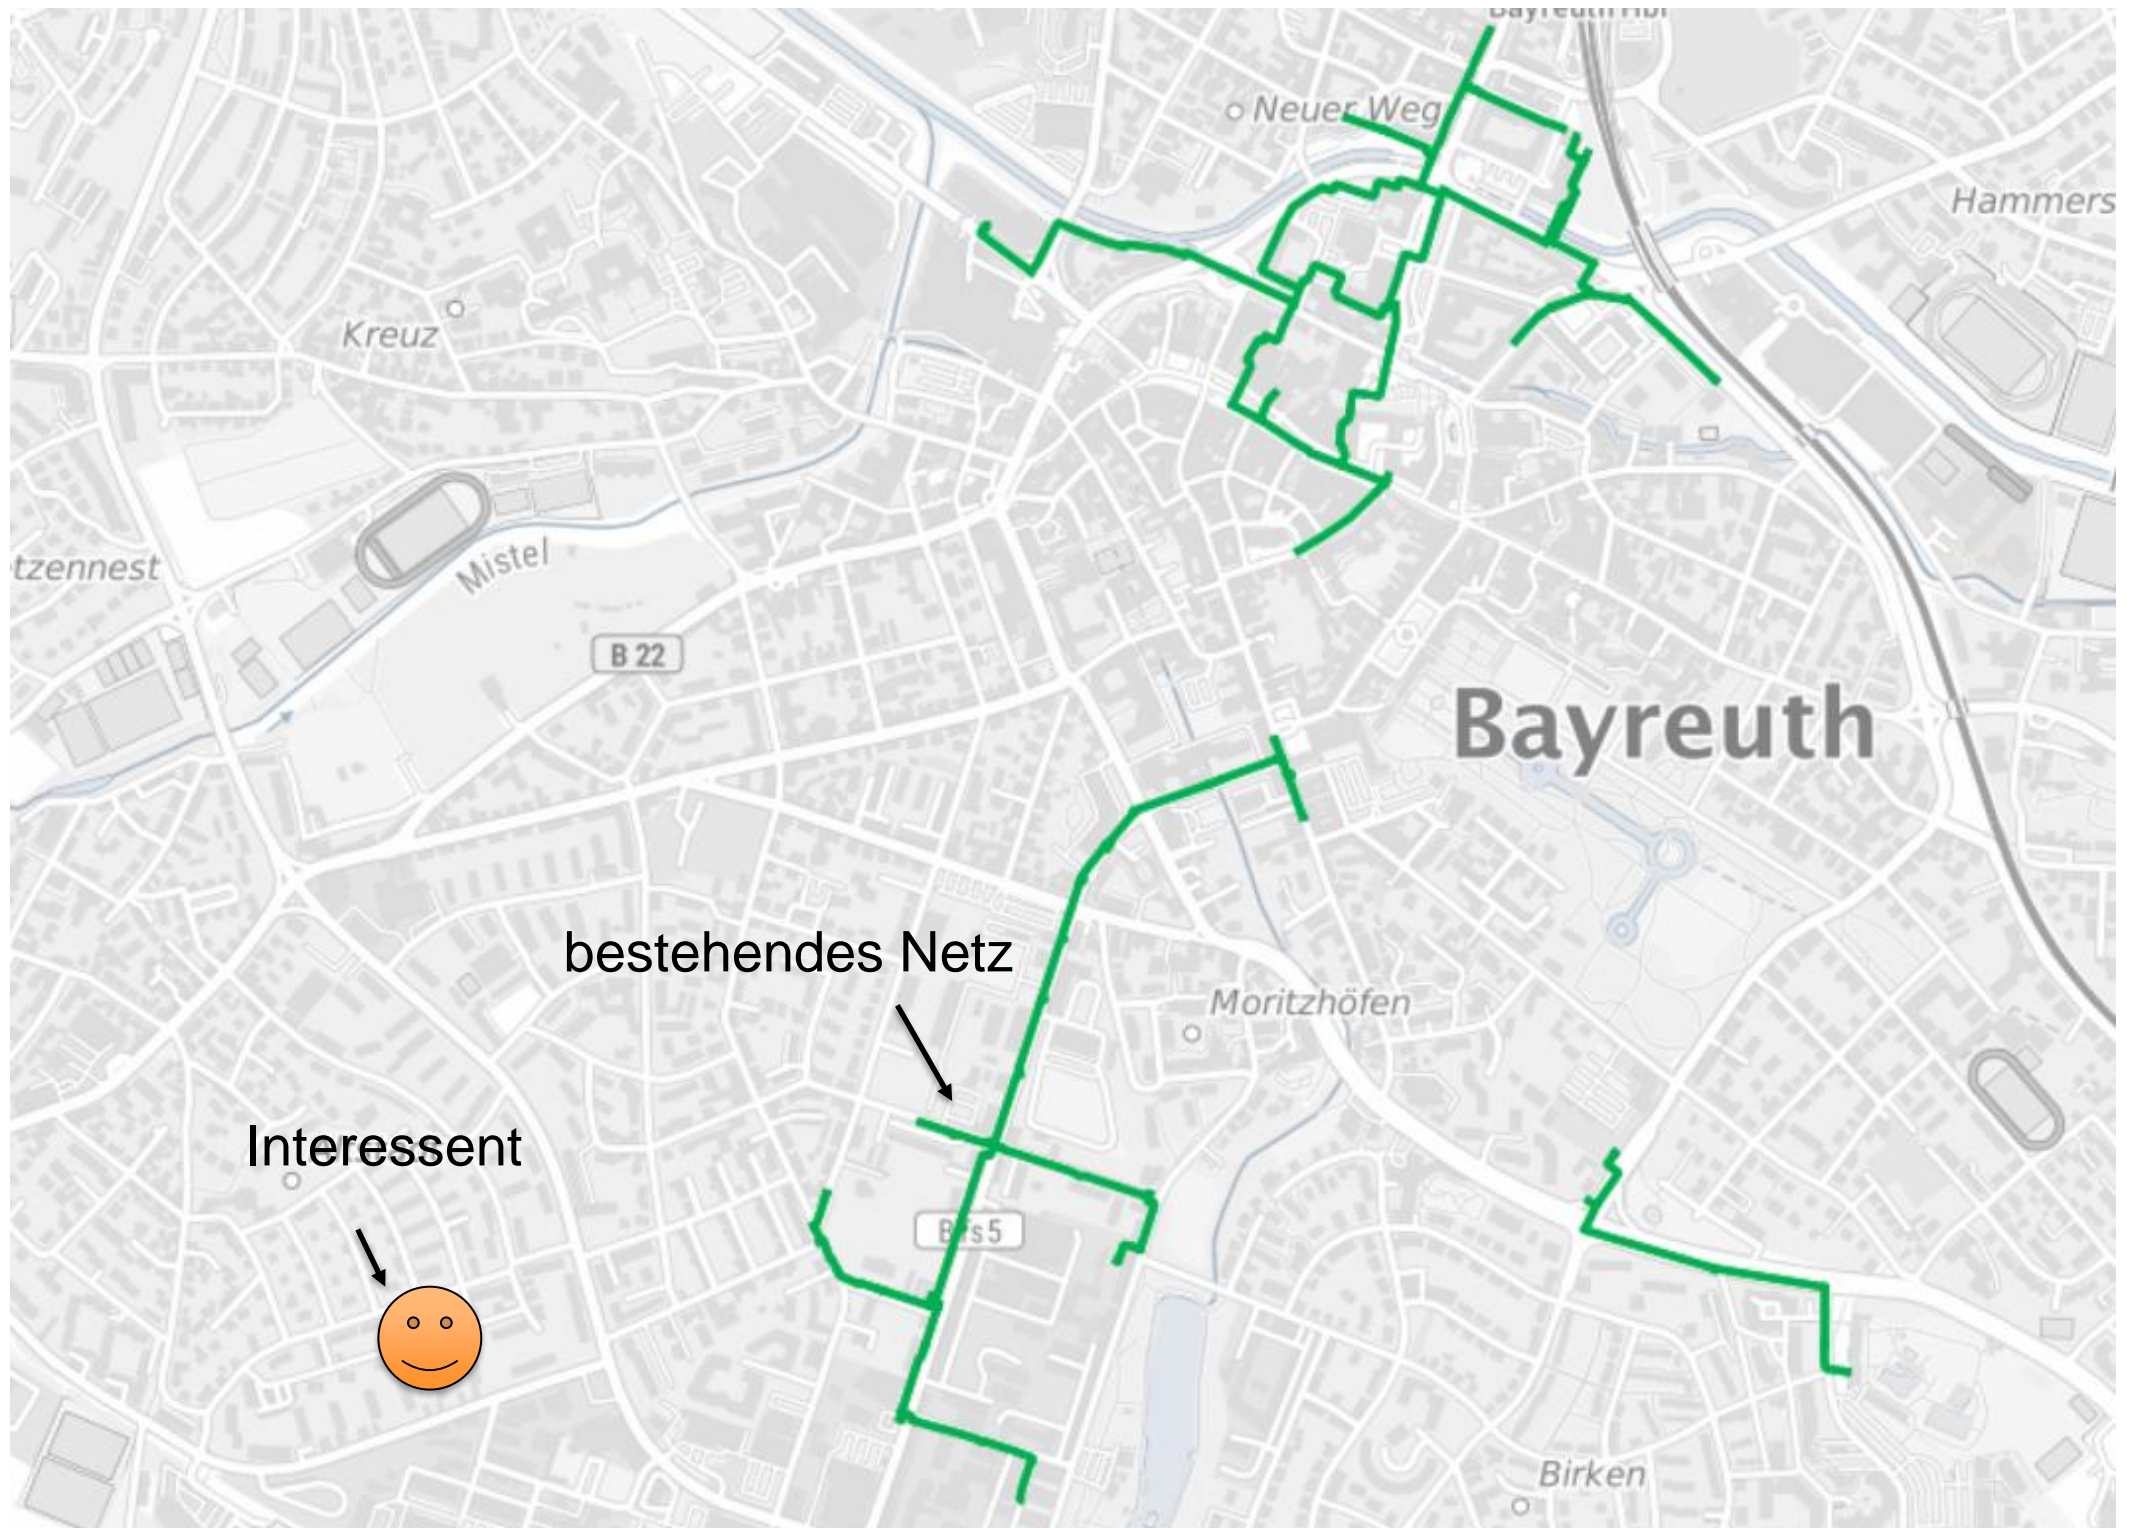 Neuer Weg
Hammers
Kreuz
tzennest
Mistel
B 22
Bayreuth
bestehendes Netz
Moritzhöfen
Interessent
Birken